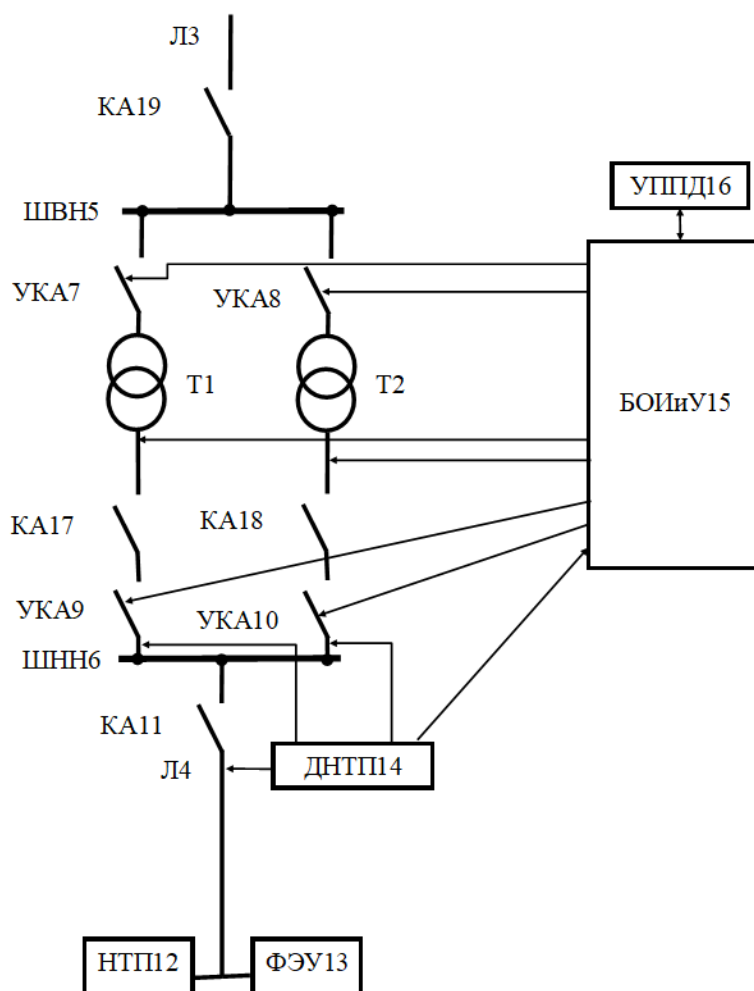 Л3
КА19
УППД16
ШВН5
УКА7
УКА8
Т1
Т2
БОИиУ15
КА17
КА18
УКА9
УКА10
ШНН6
КА11
Л4
ДНТП14
НТП12
ФЭУ13